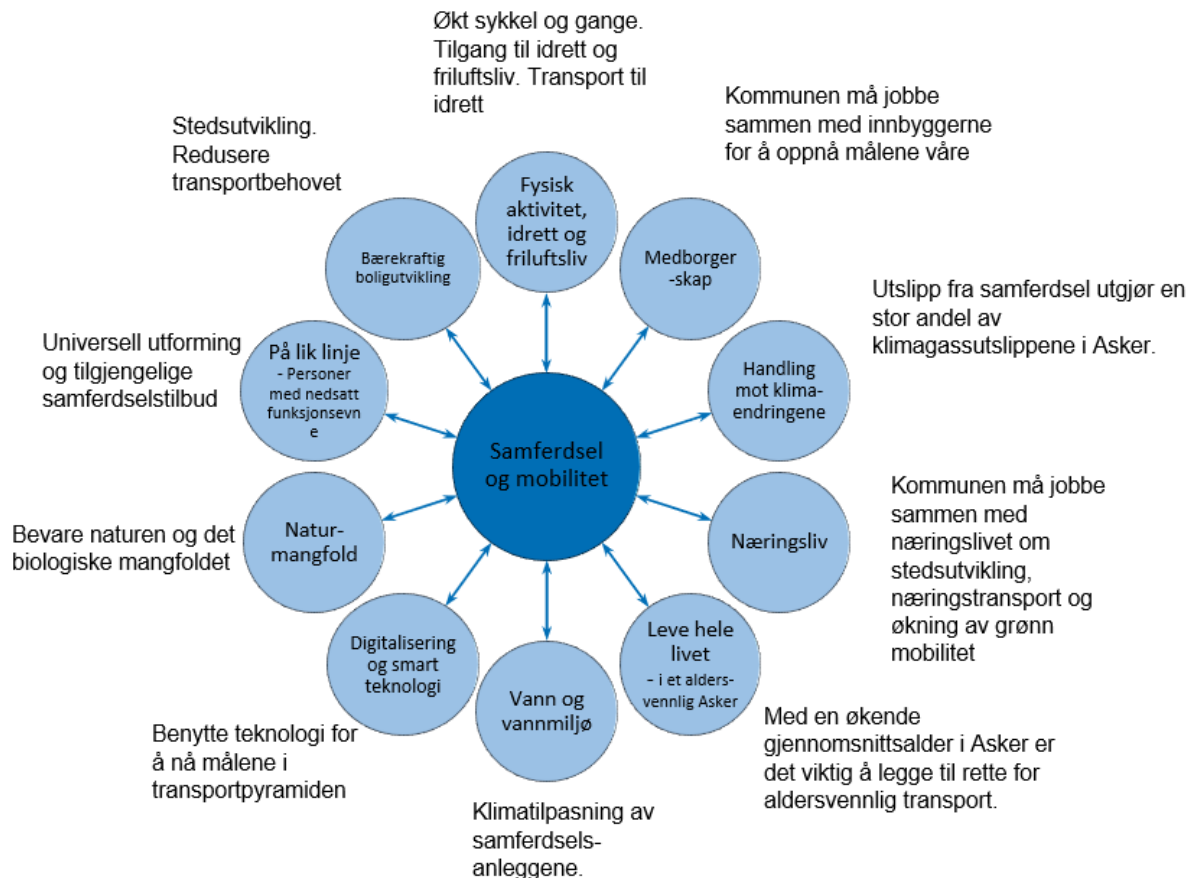 Økt sykkel og gange.
Tilgang til idrett og
friluftsliv. Transport til
idrett
Kommunen må jobbe
sammen med innbyggerne
for å oppnå målene våre
Stedsutvikling.
Redusere
transportbehovet
Fysisk
aktivitet,
idrett og
friluftsliv
Bærekraftig
boligutvikling
Medborger
-skap
Utslipp fra samferdsel utgjør en
stor andel av
klimagassutslippene i Asker.
Universell utforming
og tilgjengelige
samferdselstilbud
På lik linje
- Personer
med nedsatt
funksjonsevn
e
Handling
mot klima-
endringene
Samferdsel
og mobilitet
Kommunen må jobbe
sammen med
næringslivet om
stedsutvikling,
næringstransport og
økning av grønn
mobilitet
Bevare naturen og det
biologiske mangfoldet
Natur-
mangfold
Næringsliv
Digitalisering
og smart
teknologi
Vann og
vannmiljø
Leve hele
livet
– i et alders-
vennlig Asker
Benytte teknologi for
å nå målene i
transportpyramiden
Med en økende
gjennomsnittsalder i Asker er
det viktig å legge til rette for
aldersvennlig transport.
Klimatilpasning av
samferdsels-
anleggene.